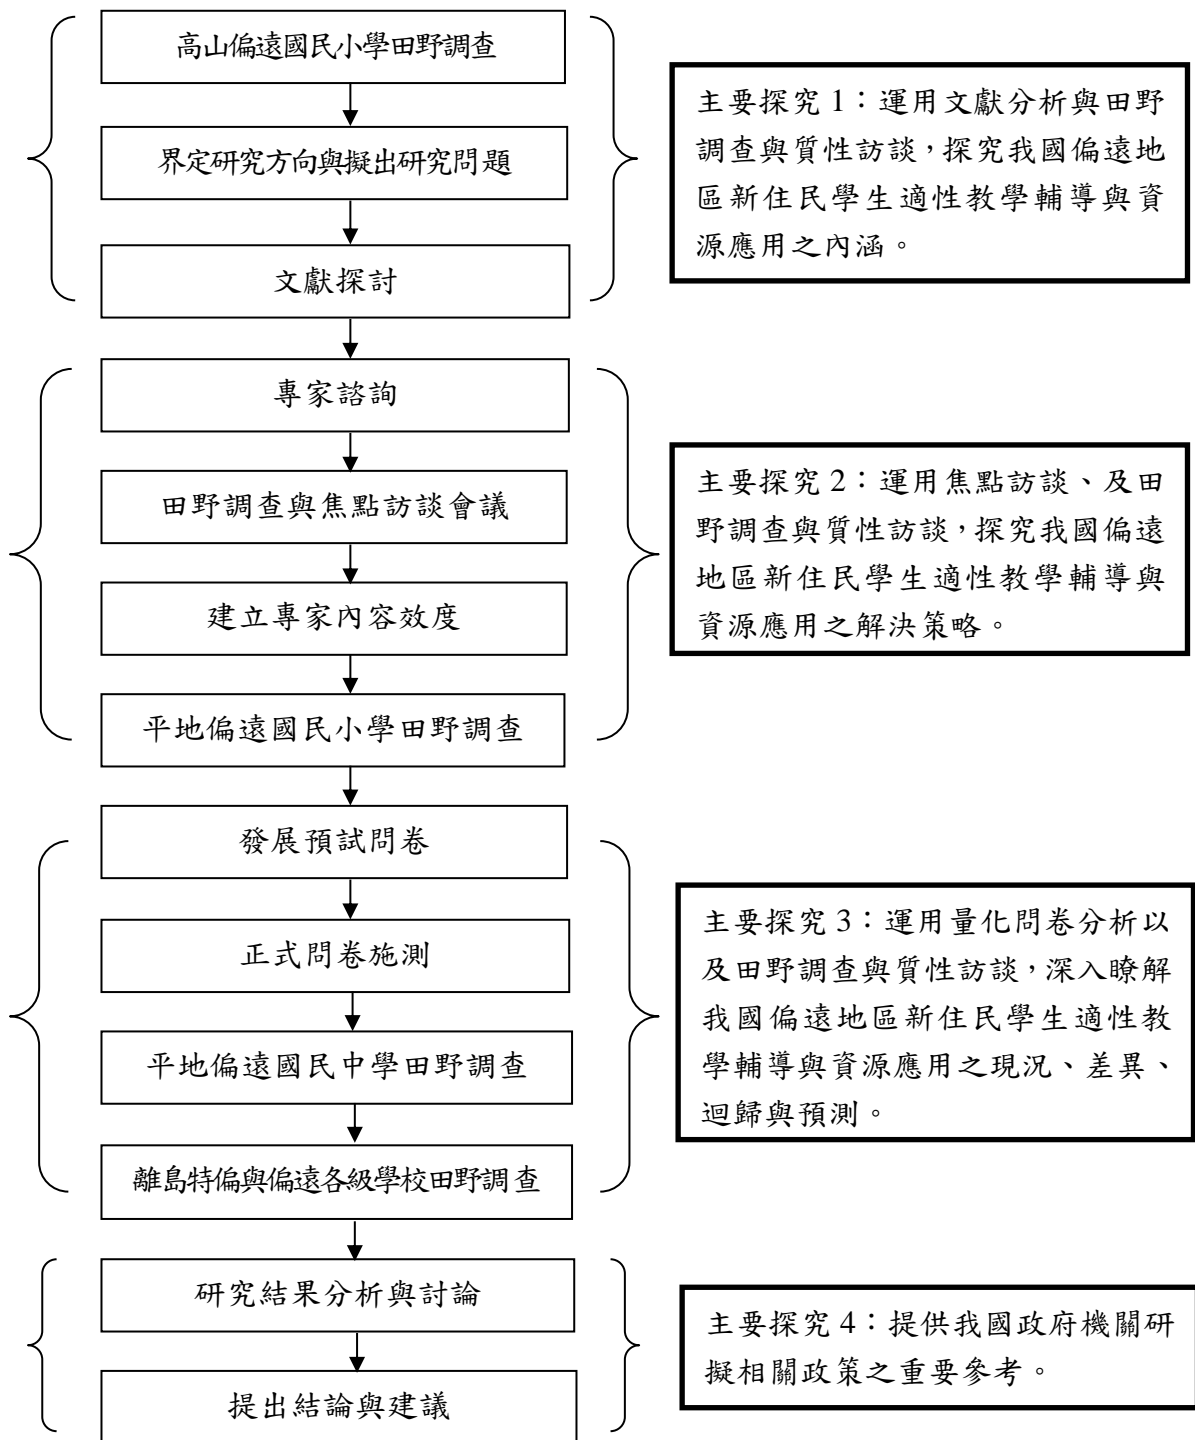 高山偏遠國民小學田野調查
界定研究方向與擬出研究問題
文獻探討
主要探究 1：運用文獻分析與田野
調查與質性訪談，探究我國偏遠地
區新住民學生適性教學輔導與資
源應用之內涵。
專家諮詢
田野調查與焦點訪談會議
建立專家內容效度
平地偏遠國民小學田野調查
主要探究 2：運用焦點訪談、及田
野調查與質性訪談，探究我國偏遠
地區新住民學生適性教學輔導與
資源應用之解決策略。
發展預試問卷
正式問卷施測
平地偏遠國民中學田野調查
離島特偏與偏遠各級學校田野調查
主要探究 3：運用量化問卷分析以
及田野調查與質性訪談，深入瞭解
我國偏遠地區新住民學生適性教
學輔導與資源應用之現況、差異、
迴歸與預測。
研究結果分析與討論
提出結論與建議
主要探究 4：提供我國政府機關研
擬相關政策之重要參考。